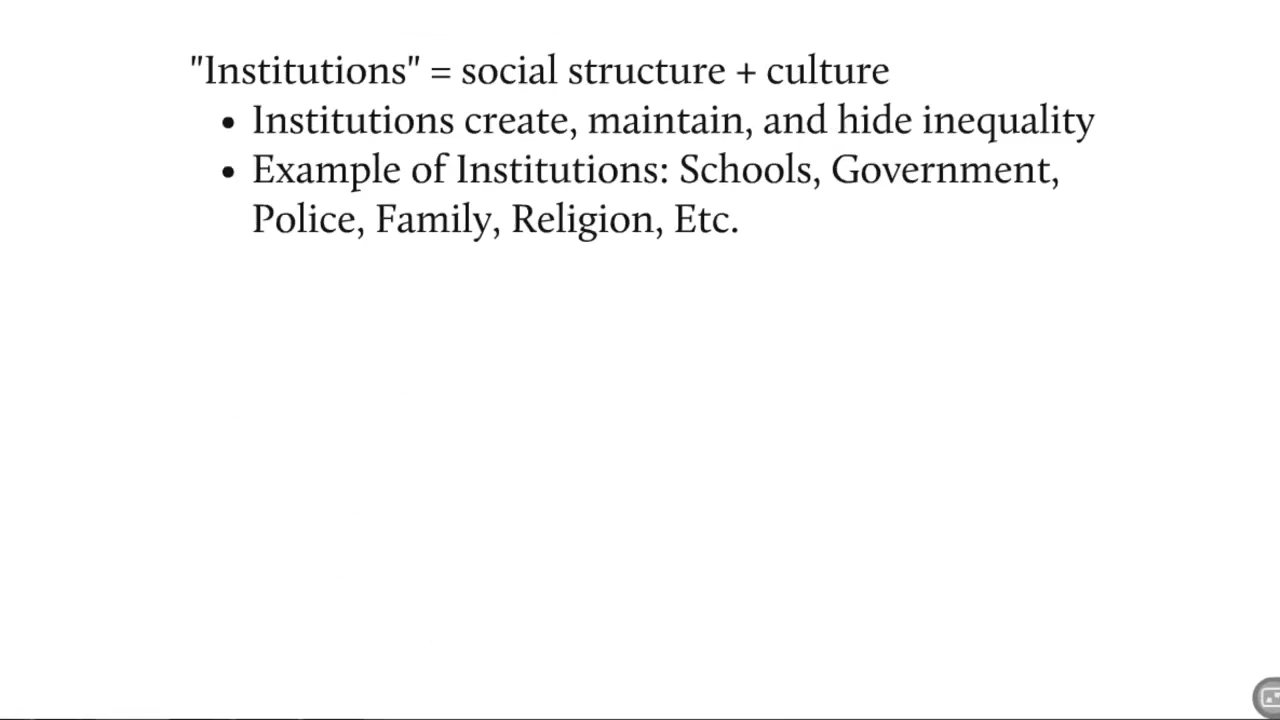 "Institutions" = social structure + culture
• Institutions create, maintain, and hide inequality
• Example of Institutions: Schools, Government,
Police, Family, Religion, Etc.